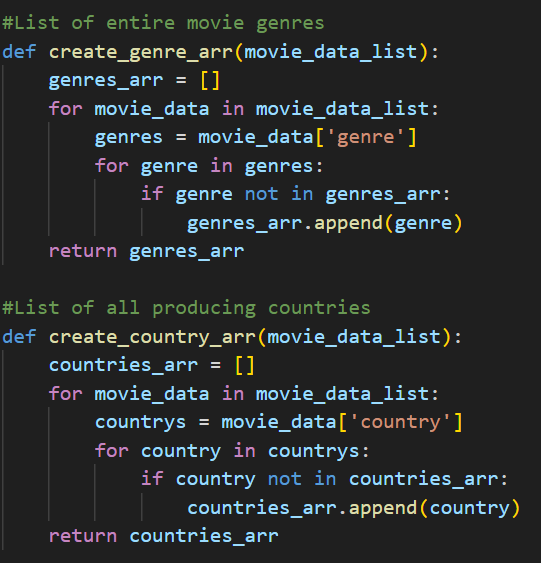 #List of entire movie genres
def create_genre_arr(movie_data_list):
    genres_arr = []
    for movie_data in movie_data_list:
        genres = movie_data['genre']
        for genre in genres:
            if genre not in genres_arr:
                genres_arr.append(genre)
    return genres_arr

#List of all producing countries
def create_country_arr(movie_data_list):
    countries_arr = []
    for movie_data in movie_data_list:
        countrys = movie_data['country']
        for country in countrys:
            if country not in countries_arr:
                countries_arr.append(country)
    return countries_arr